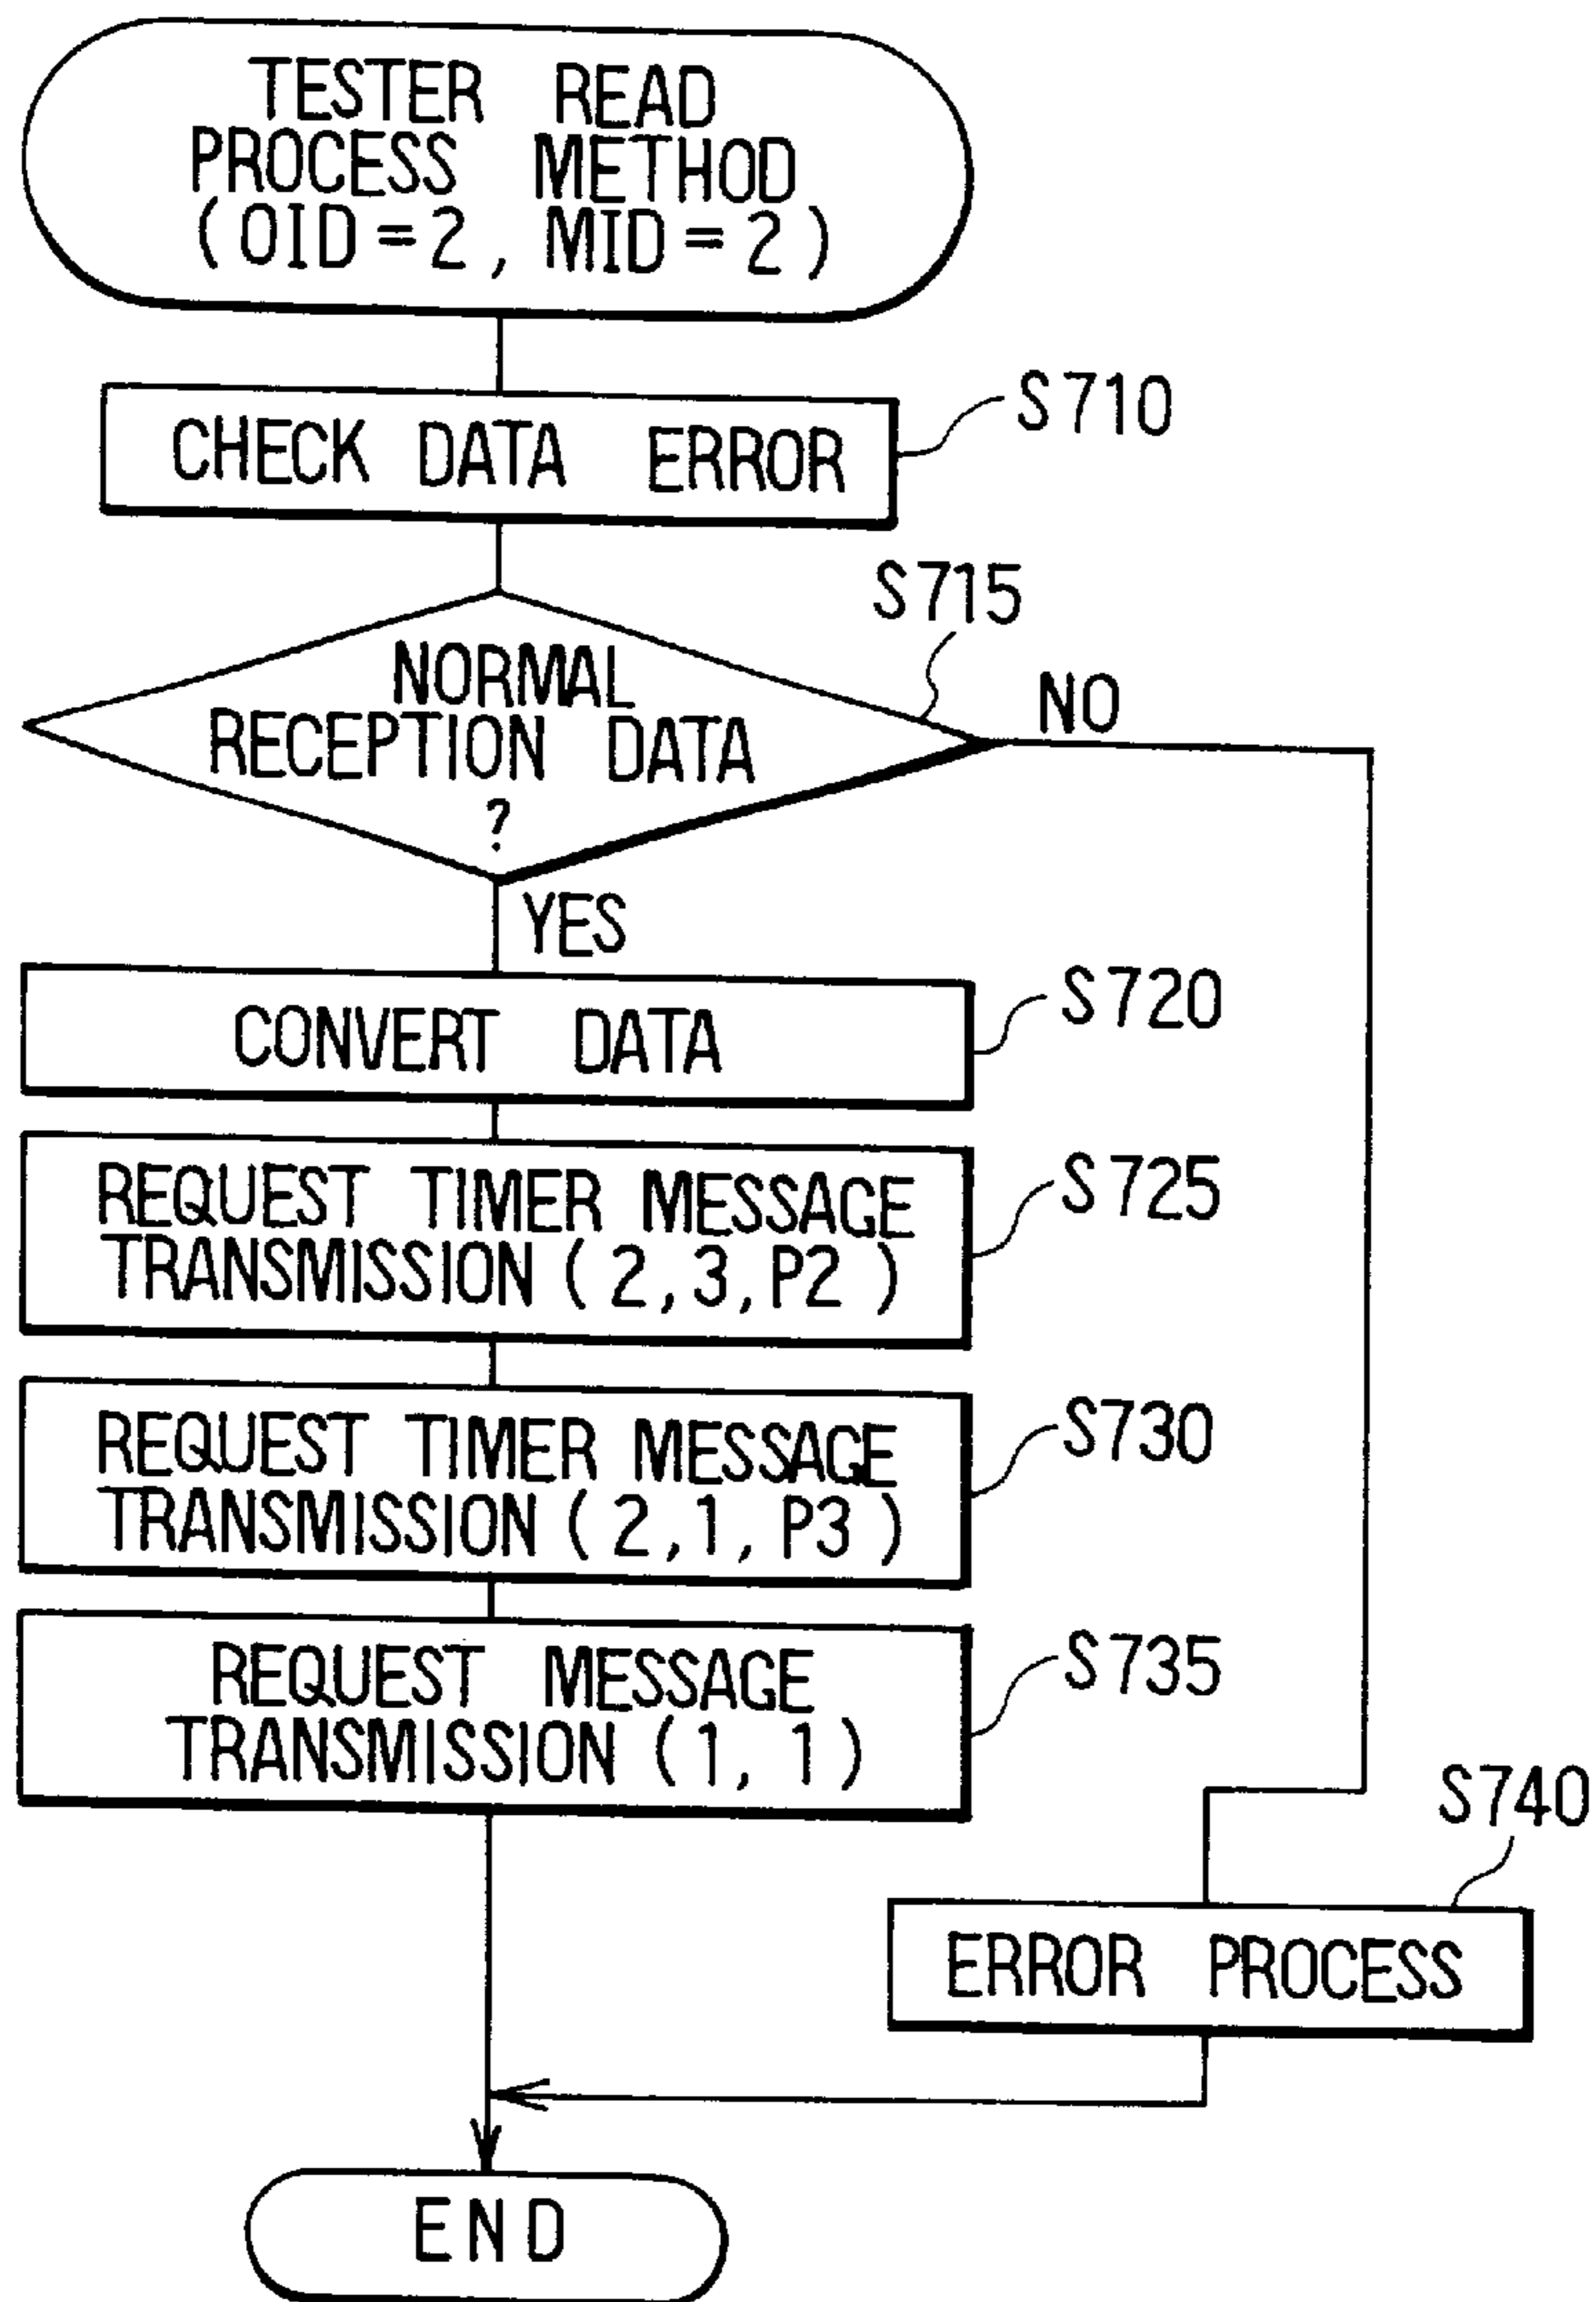 TESTER READ
PROCESS METHOD
(OID=2, MID=2)
CHECK DATA ERROR
S710
S715
NORMAL
RECEPTION DATA
?
NO
YES
CONVERT DATA
S720
REQUEST TIMER MESSAGE
TRANSMISSION(2,3,P2)
S725
REQUEST TIMER MESSAGE
TRANSMISSION(2,1,P3)
S730
REQUEST MESSAGE
TRANSMISSION(1, 1)
S735
S740
ERROR PROCESS
END